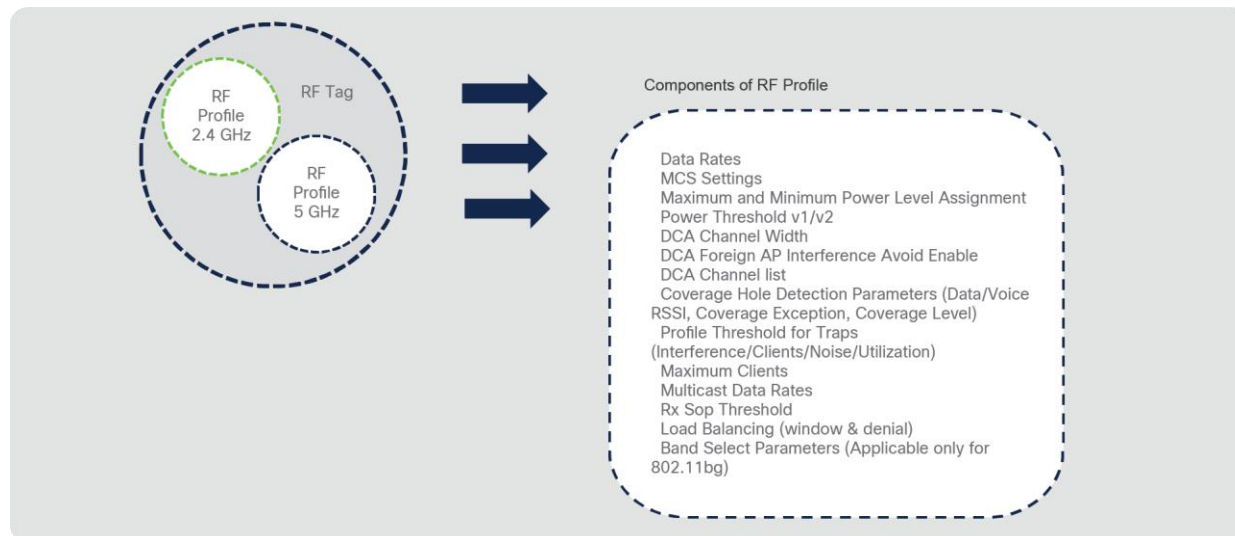 RF
Profile
2.4 GHz
RF Tag
RF
Profile
5 GHz
Components of RF Profile
Data Rates
MCS Settings
Maximum and Minimum Power Level Assignment
Power Threshold v1/v2
DCA Channel Width
DCA Foreign AP Interference Avoid Enable
DCA Channel list
Coverage Hole Detection Parameters (Data/Voice
RSSI, Coverage Exception, Coverage Level)
Profile Threshold for Traps
(Interference/Clients/Noise/Utilization)
Maximum Clients
Multicast Data Rates
Rx Sop Threshold
Load Balancing (window & denial)
Band Select Parameters (Applicable only for
802.11bg)